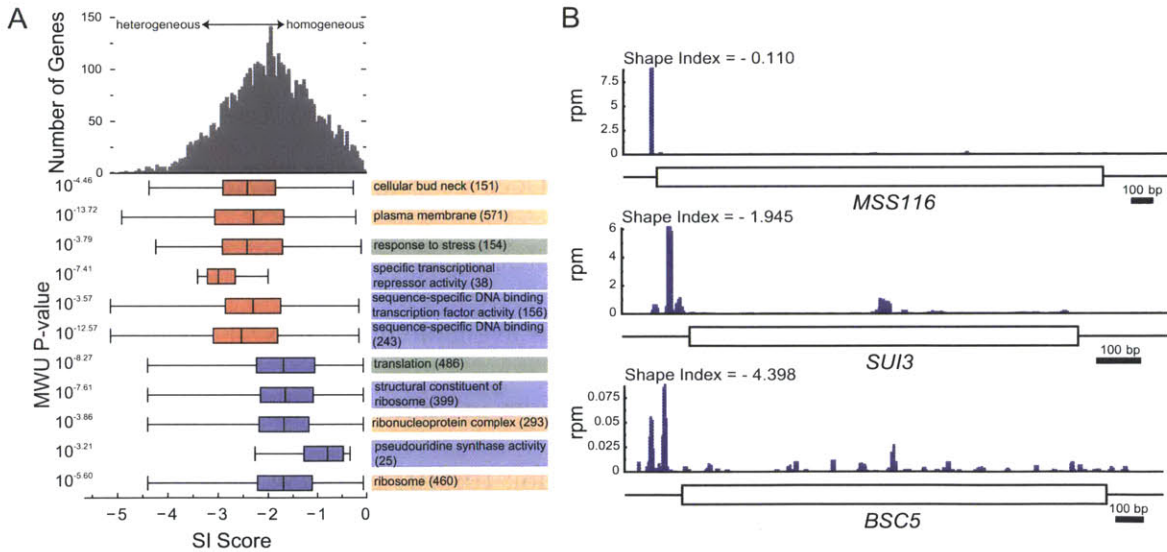 A
heterogeneous
homogeneous
Number of Genes
150
125
100
50
0
10-4.46
cellular bud neck (151)
10-13.72
plasma membrane (571)
10-3.79
response to stress (154)
10-7.41
specific transcriptional
repressor activity (38)
10-3.57
sequence-specific DNA binding
transcription factor activity (156)
10-12.57
sequence-specific DNA binding
(243)
10-8.27
translation (486)
10-7.61
structural constituent of
ribosome (399)
10-3.86
ribonucleoprotein complex (293)
10-3.21
pseudouridine synthase activity
(25)
10-5.60
ribosome (460)
MWU P-value
−5 −4 −3 −2 −1 0
SI Score
B
Shape Index = - 0.110
rpm
7.5
5
2.5
0
MSS116
100 bp
Shape Index = - 1.945
rpm
6
4
2
0
SUI3
100 bp
Shape Index = - 4.398
rpm
0.075
0.05
0.025
0
BSC5
100 bp